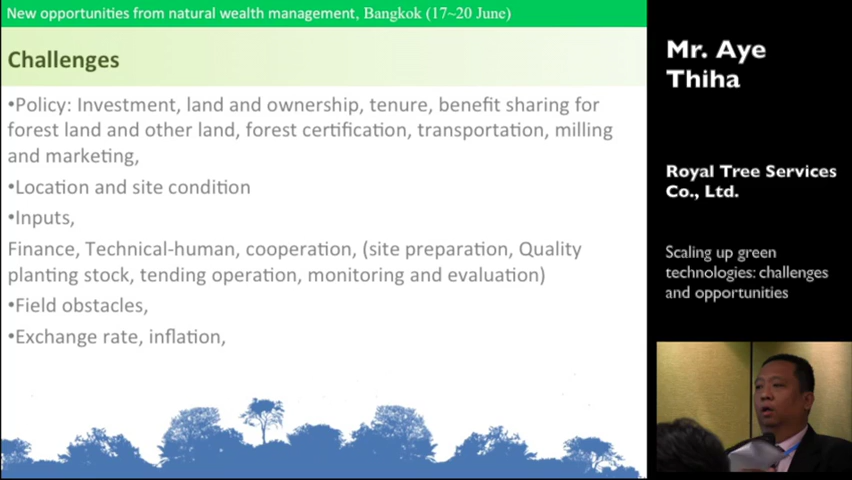 New opportunities from natural wealth management, Bangkok (17~20 June)
Challenges
•Policy: Investment, land and ownership, tenure, benefit sharing for
forest land and other land, forest certification, transportation, milling
and marketing,
•Location and site condition
•Inputs,
Finance, Technical-human, cooperation, (site preparation, Quality
planting stock, tending operation, monitoring and evaluation)
•Field obstacles,
•Exchange rate, inflation,
Mr. Aye
Thiha
Royal Tree Services
Co., Ltd.
Scaling up green
technologies: challenges
and opportunities